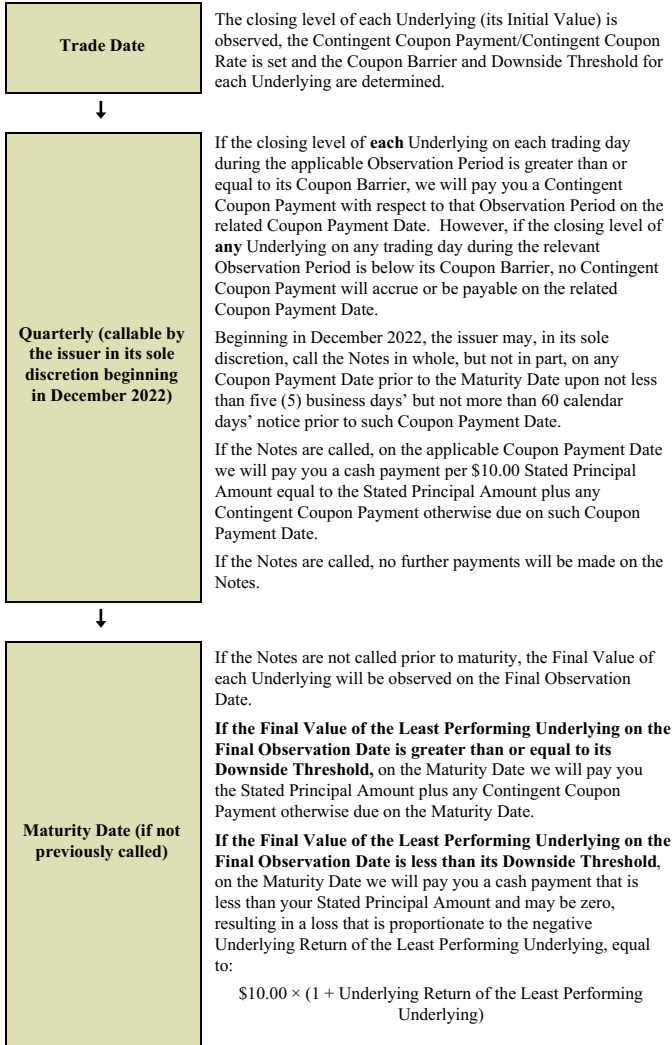 Trade Date
The closing level of each Underlying (its Initial Value) is
observed, the Contingent Coupon Payment/Contingent Coupon
Rate is set and the Coupon Barrier and Downside Threshold for
each Underlying are determined.
Quarterly (callable by
the issuer in its sole
discretion beginning
in December 2022)
If the closing level of each Underlying on each trading day
during the applicable Observation Period is greater than or
equal to its Coupon Barrier, we will pay you a Contingent
Coupon Payment with respect to that Observation Period on the
related Coupon Payment Date. However, if the closing level of
any Underlying on any trading day during the relevant
Observation Period is below its Coupon Barrier, no Contingent
Coupon Payment will accrue or be payable on the related
Coupon Payment Date.
Beginning in December 2022, the issuer may, in its sole
discretion, call the Notes in whole, but not in part, on any
Coupon Payment Date prior to the Maturity Date upon not less
than five (5) business days’ but not more than 60 calendar
days’ notice prior to such Coupon Payment Date.
If the Notes are called, on the applicable Coupon Payment Date
we will pay you a cash payment per $10.00 Stated Principal
Amount equal to the Stated Principal Amount plus any
Contingent Coupon Payment otherwise due on such Coupon
Payment Date.
If the Notes are called, no further payments will be made on the
Notes.
Maturity Date (if not
previously called)
If the Notes are not called prior to maturity, the Final Value of
each Underlying will be observed on the Final Observation
Date.
If the Final Value of the Least Performing Underlying on the
Final Observation Date is greater than or equal to its
Downside Threshold, on the Maturity Date we will pay you
the Stated Principal Amount plus any Contingent Coupon
Payment otherwise due on the Maturity Date.
If the Final Value of the Least Performing Underlying on the
Final Observation Date is less than its Downside Threshold,
on the Maturity Date we will pay you a cash payment that is
less than your Stated Principal Amount and may be zero,
resulting in a loss that is proportionate to the negative
Underlying Return of the Least Performing Underlying, equal
to:
$10.00 × (1 + Underlying Return of the Least Performing
Underlying)